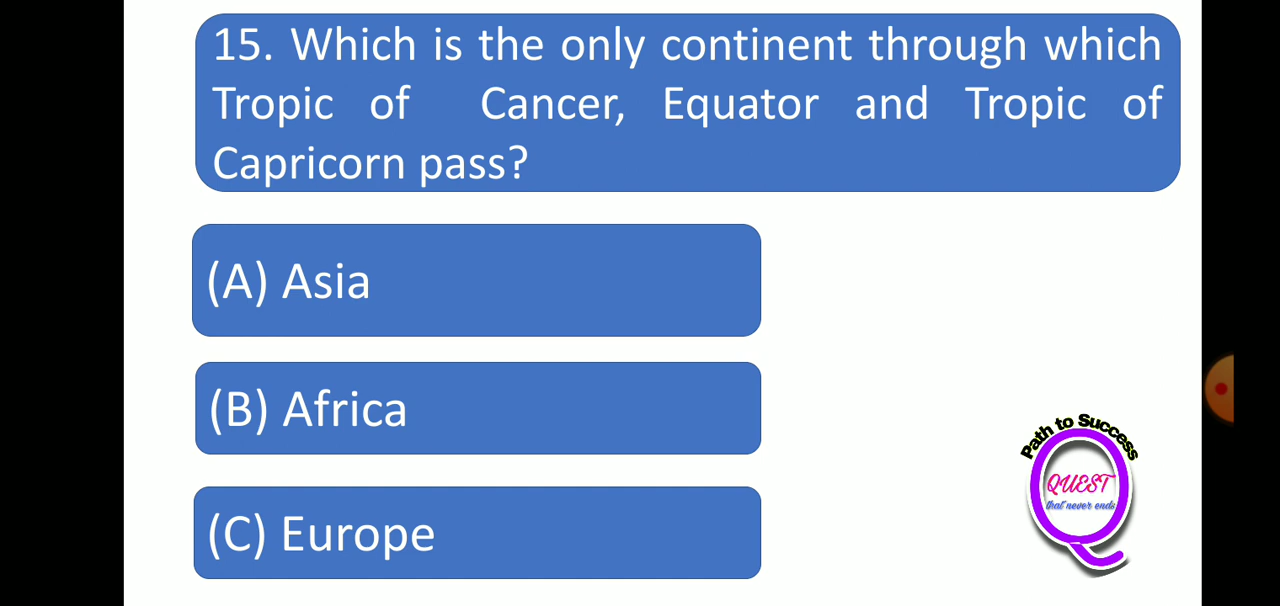 15. Which is the only continent through which
Tropic of Cancer, Equator and Tropic of
Capricorn pass?
(A) Asia
(B) Africa
(C) Europe
Path to Success
QUEST
that never ends